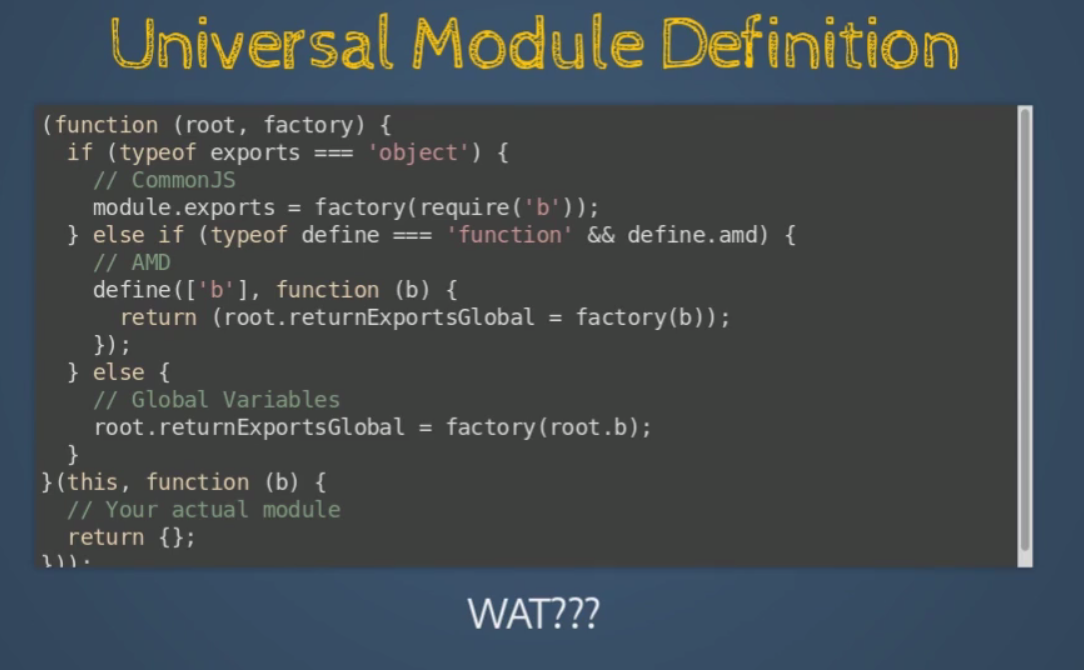 Universal Module Definition
(function (root, factory) {
  if (typeof exports === 'object') {
    // CommonJS
    module.exports = factory(require('b'));
  } else if (typeof define === 'function' && define.amd) {
    // AMD
    define(['b'], function (b) {
      return (root.returnExportsGlobal = factory(b));
    });
  } else {
    // Global Variables
    root.returnExportsGlobal = factory(root.b);
  }
}(this, function (b) {
  // Your actual module
  return {};
}));
WAT???